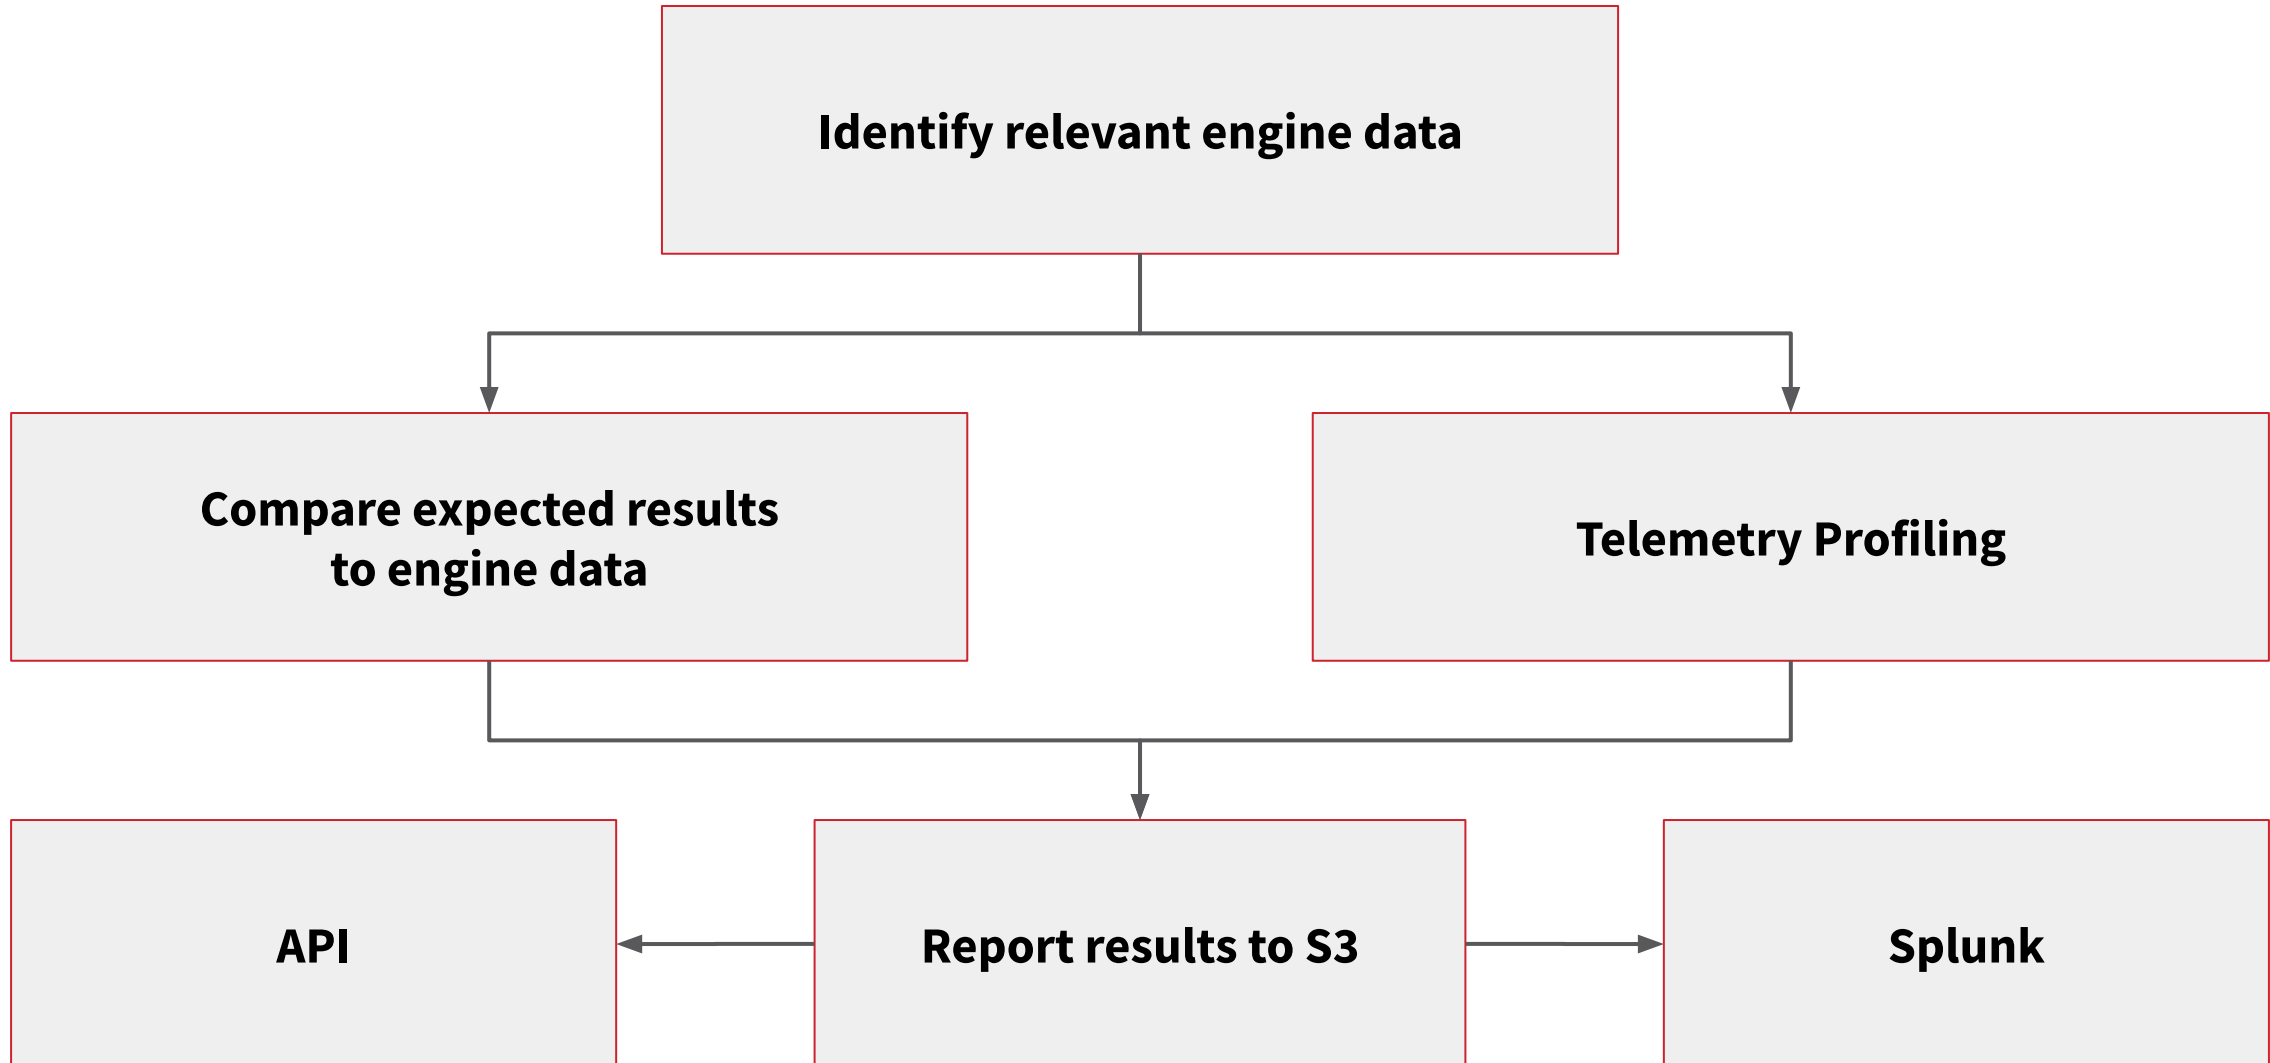 Identify relevant engine data
Compare expected results
to engine data
Telemetry Profiling
API
Report results to S3
Splunk